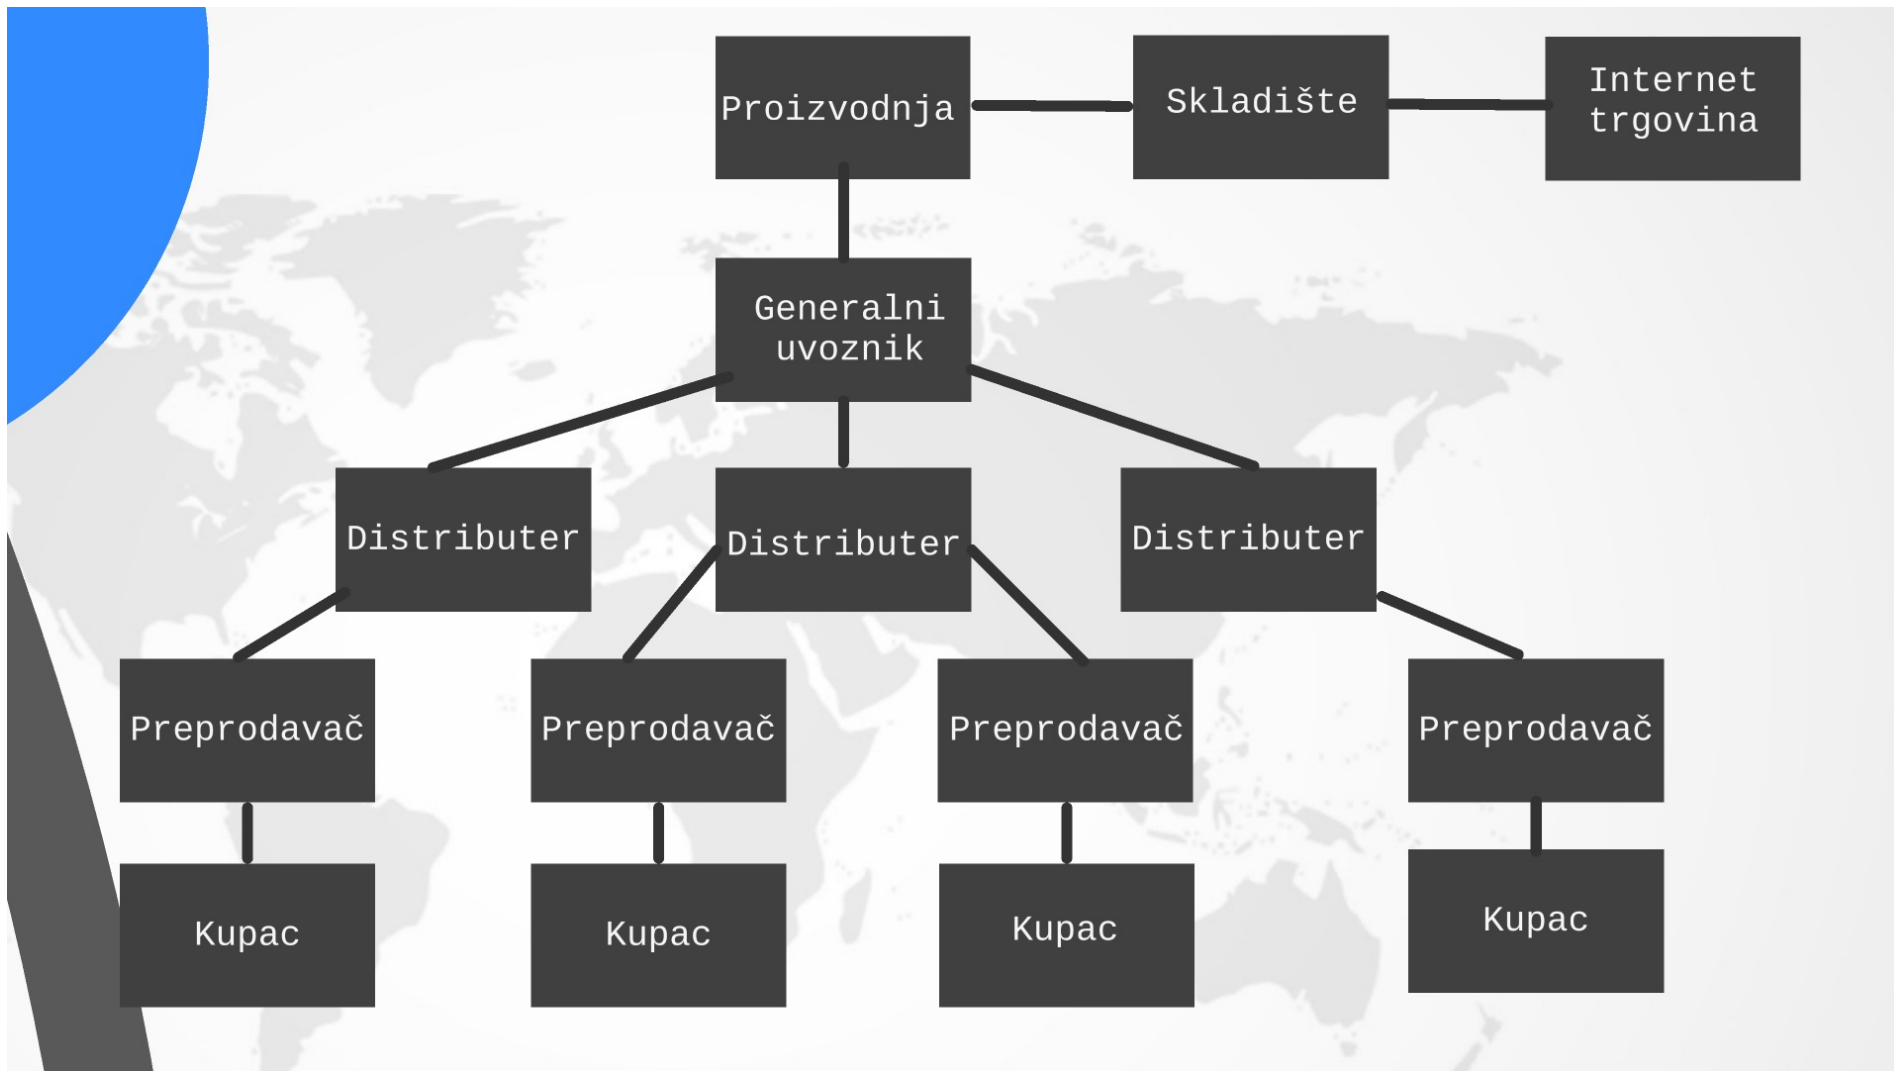 Proizvodnja
Skladište
Internet
trgovina
Generalni
uvoznik
Distributer
Distributer
Distributer
Preprodavač
Preprodavač
Preprodavač
Preprodavač
Kupac
Kupac
Kupac
Kupac